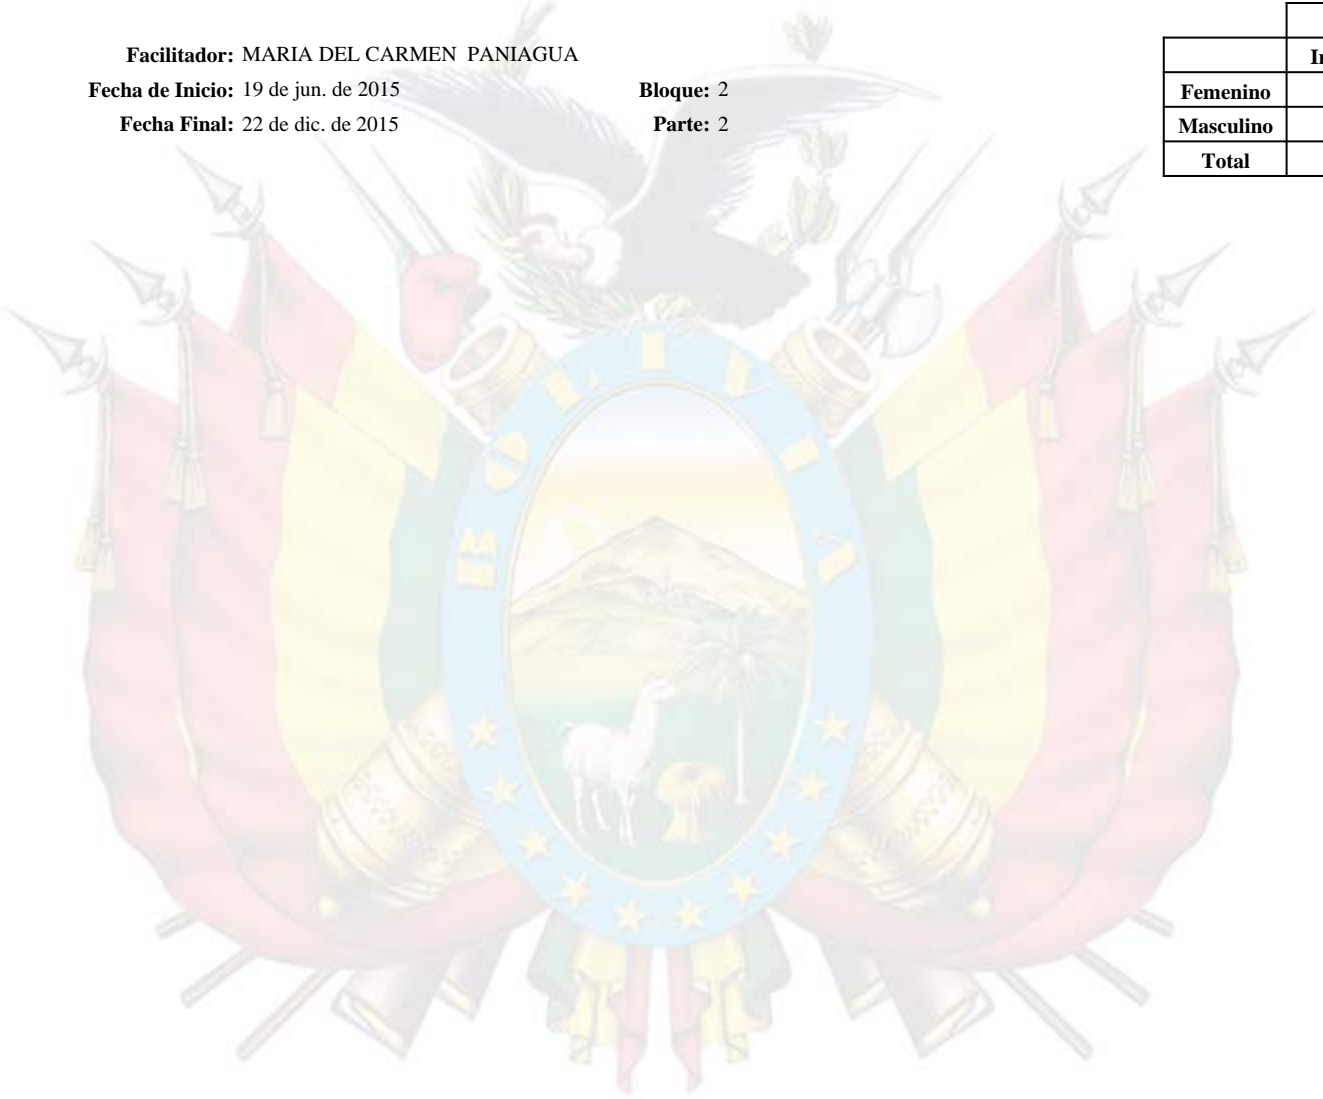 Facilitador: MARIA DEL CARMEN PANIAGUA
Fecha de Inicio: 19 de jun. de 2015 Bloque: 2
Fecha Final: 22 de dic. de 2015 Parte: 2
Femenino
Masculino
Total
BOLIVIA